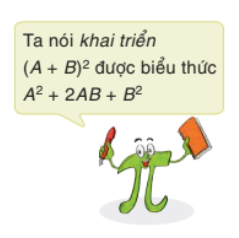 Ta nói khai triển
(A + B)² được biểu thức
A² + 2AB + B²